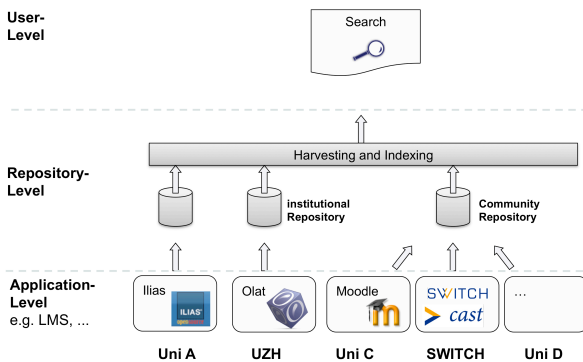 User-
Level
Search
Harvesting and Indexing
Repository-
Level
institutional
Repository
Community
Repository
Application-
Level
e.g. LMS, ...
Ilias
ILIAS
Olat
Moodle
m
SWITCH
cast
...
Uni A
UZH
Uni C
SWITCH
Uni D